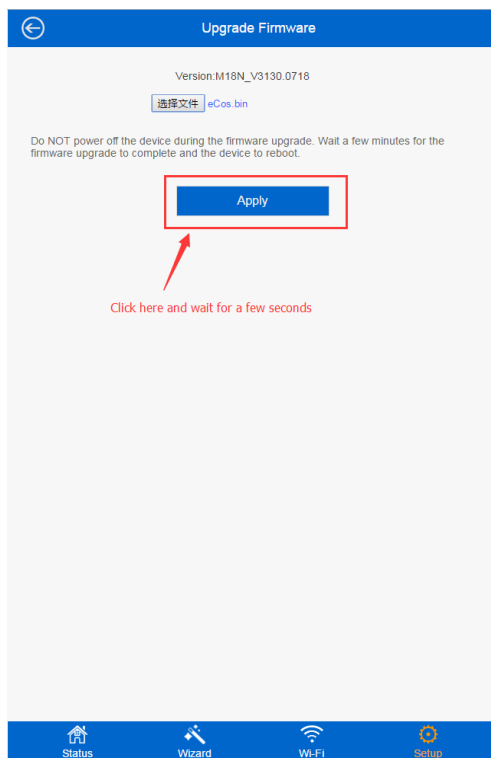 Upgrade Firmware
Version:M18N_V3130.0718
选择文件 eCos.bin
Do NOT power off the device during the firmware upgrade. Wait a few minutes for the
firmware upgrade to complete and the device to reboot.
Apply
Click here and wait for a few seconds
Status Wizard Wi-Fi Setup